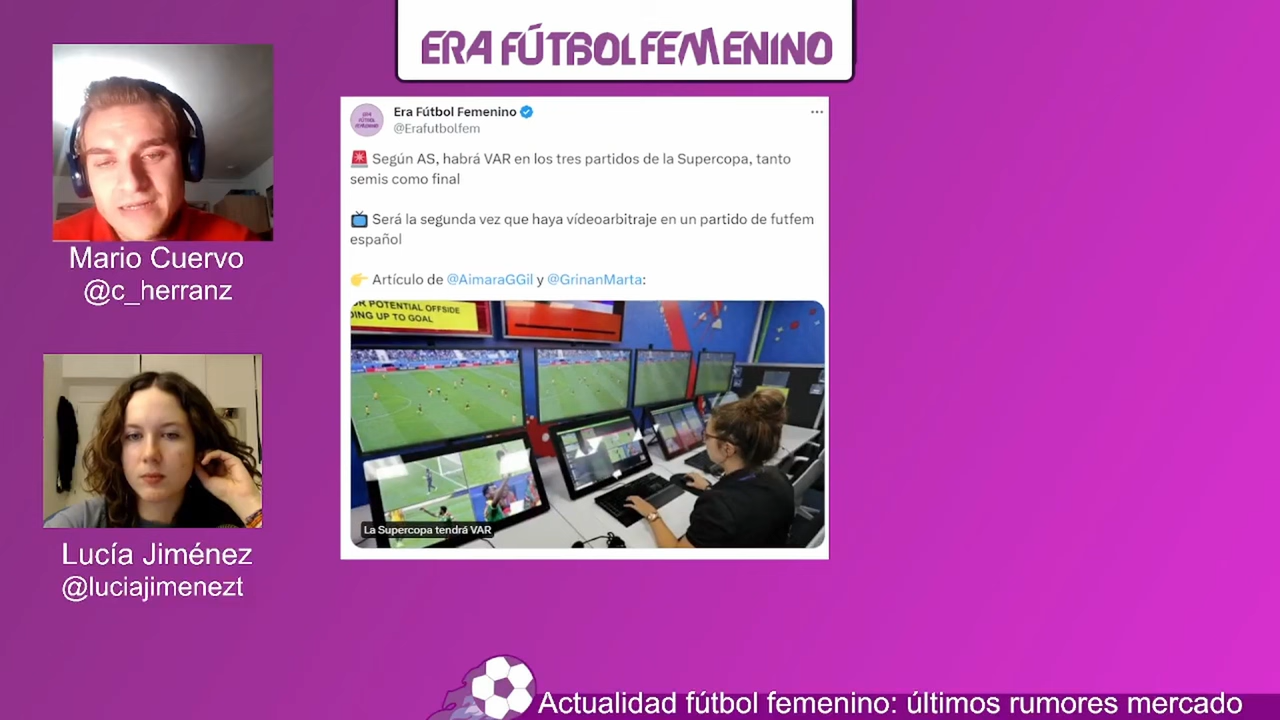 ERA FÚTBOL FEMENINO
Era Fútbol Femenino
@Erafutbolfem
Según AS, habrá VAR en los tres partidos de la Supercopa, tanto
semis como final
Será la segunda vez que haya vídeoarbitraje en un partido de futfem
español
Artículo de @AimaraGGil y @GrinanMarta:
POTENTIAL OFFSIDE
UP TO GOAL
La Supercopa tendrá VAR
Mario Cuervo
@c_herranz
Lucía Jiménez
@luciajimenezt
Actualidad fútbol femenino: últimos rumores mercado